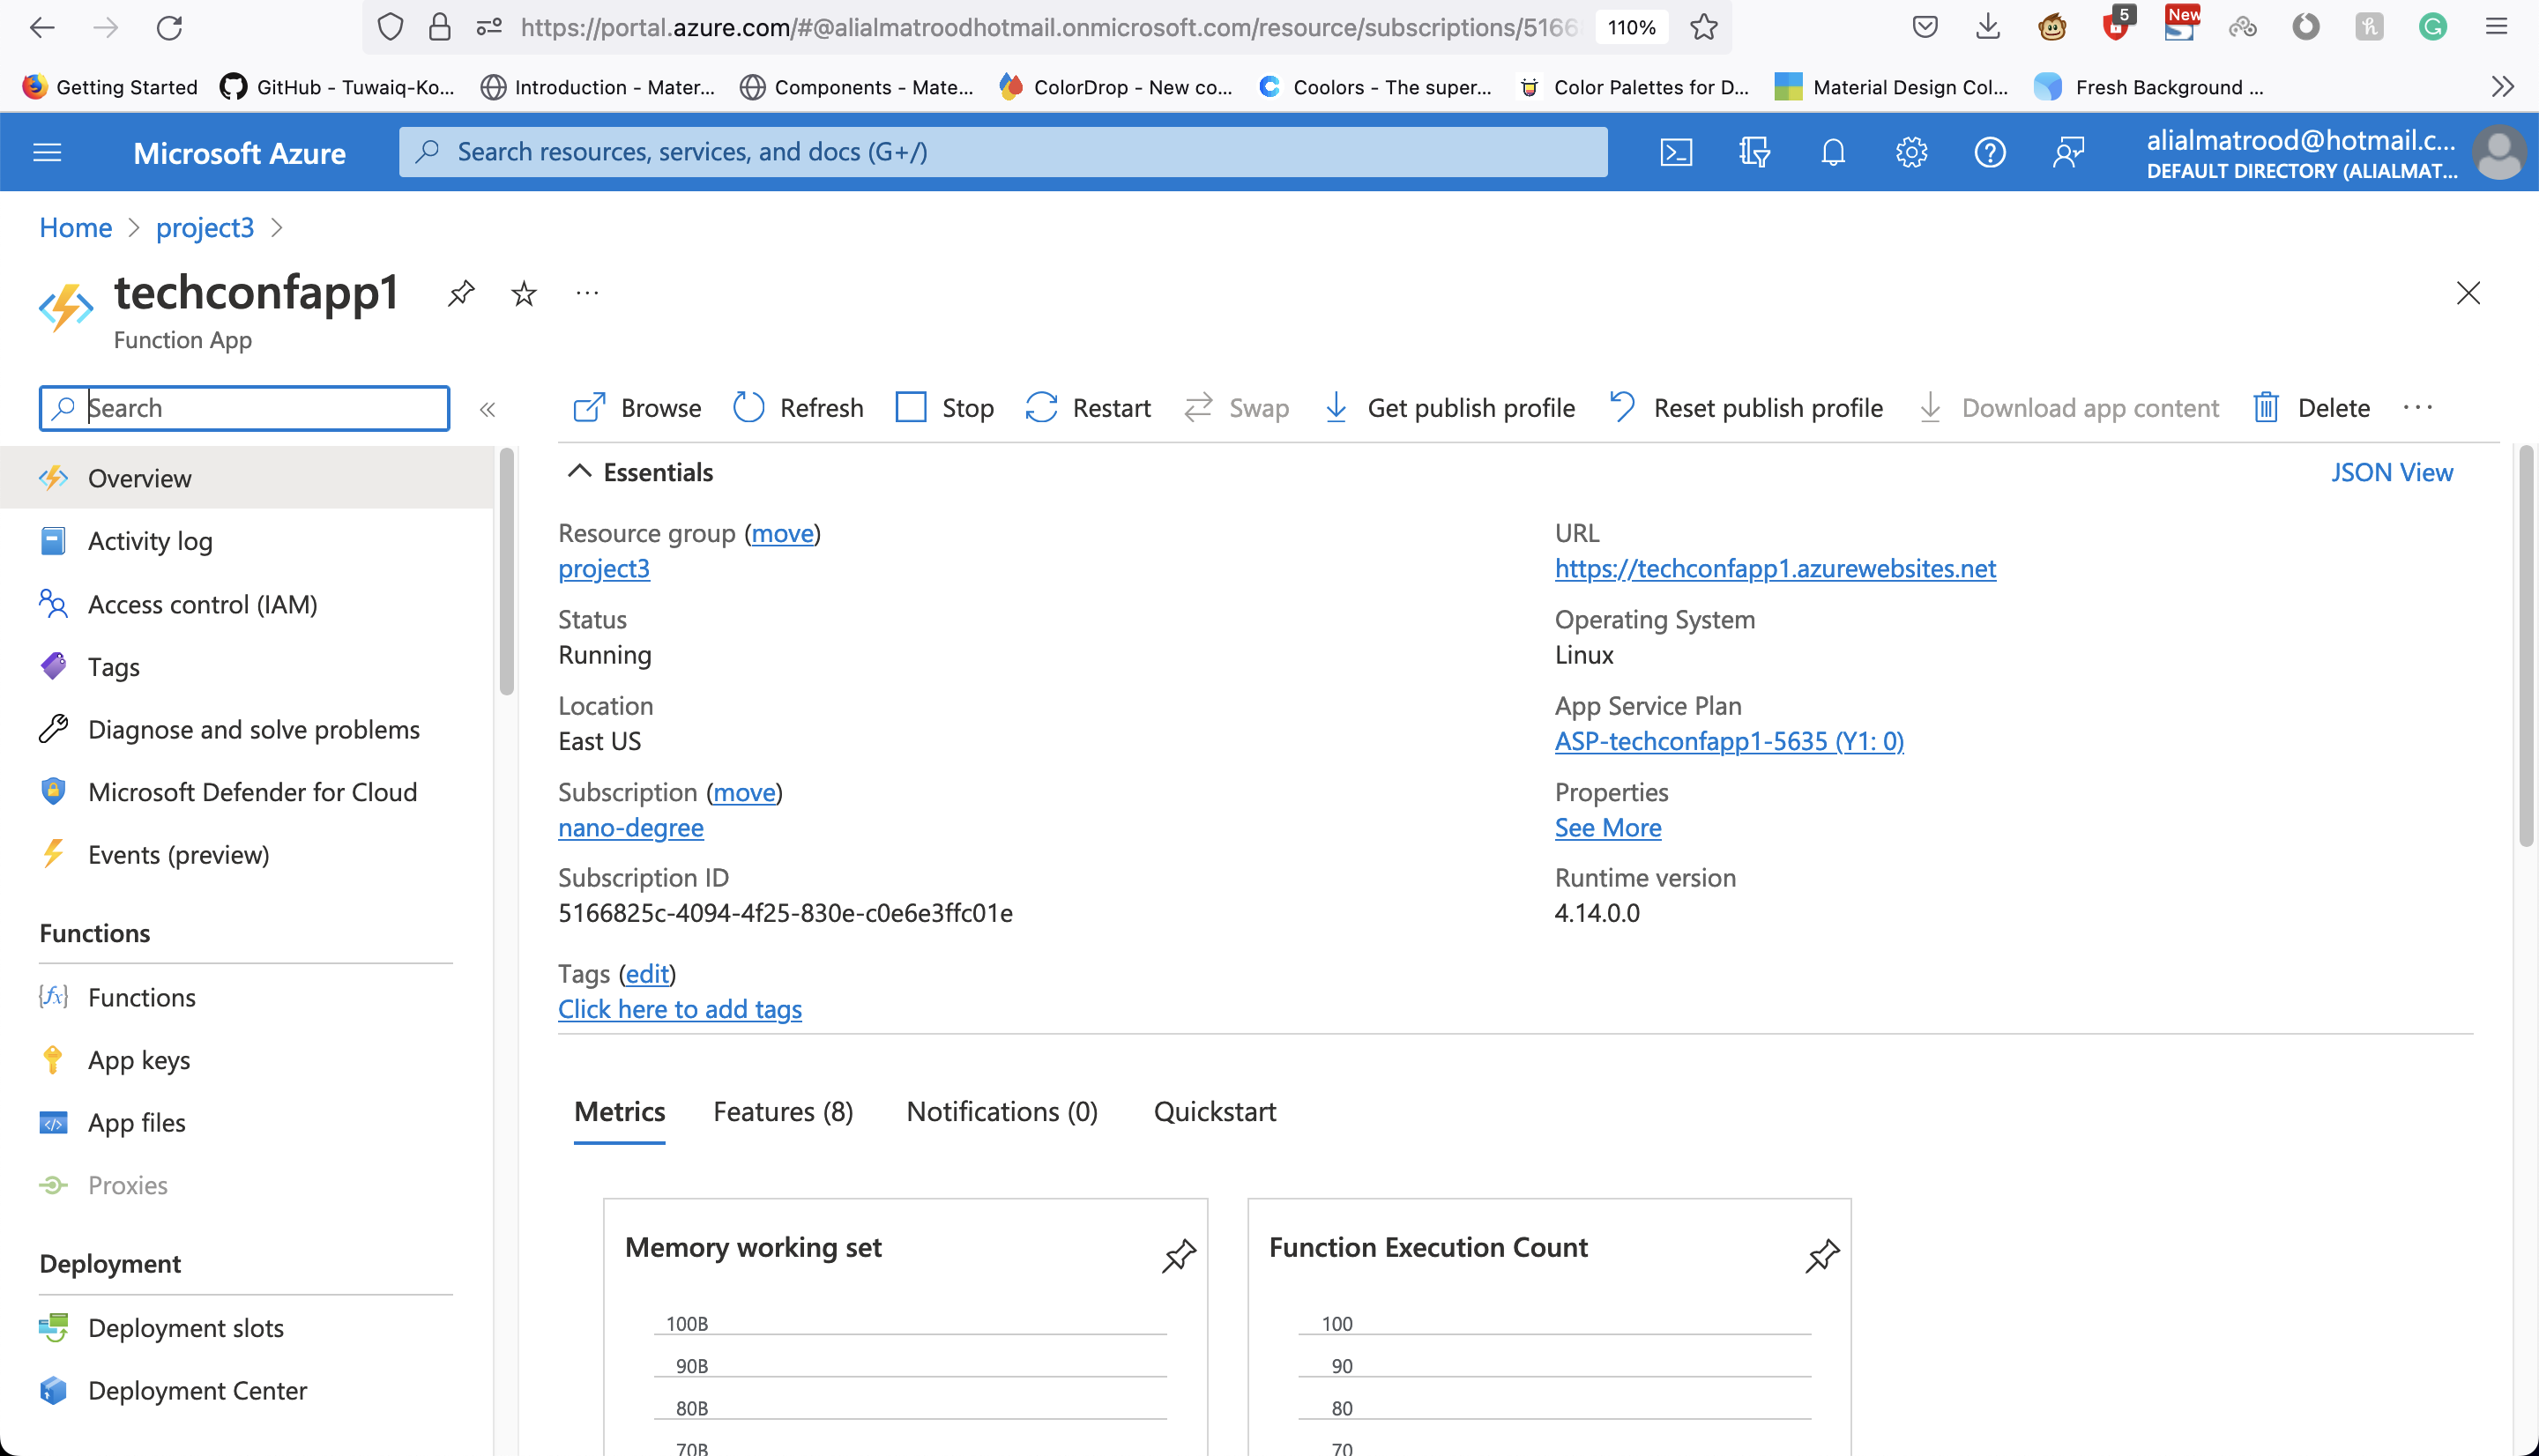 https://portal.azure.com/#@alialmatroodhotmail.onmicrosoft.com/resource/subscriptions/5166
110%
5
New
Getting Started
GitHub - Tuwaiq-Ko...
Introduction - Mater...
Components - Mate...
ColorDrop - New co...
Coolors - The super...
Color Palettes for D...
Material Design Col...
Fresh Background ...
Microsoft Azure
Search resources, services, and docs (G+/)
alialmatrood@hotmail.c...
DEFAULT DIRECTORY (ALIALMAT...
Home > project3 >
techconfapp1
Function App
Search
Browse
Refresh
Stop
Restart
Swap
Get publish profile
Reset publish profile
Download app content
Delete
Overview
Activity log
Access control (IAM)
Tags
Diagnose and solve problems
Microsoft Defender for Cloud
Events (preview)
Functions
Functions
App keys
App files
Proxies
Deployment
Deployment slots
Deployment Center
Essentials
JSON View
Resource group (move)
project3
Status
Running
Location
East US
Subscription (move)
nano-degree
Subscription ID
5166825c-4094-4f25-830e-c0e6e3ffc01e
Tags (edit)
Click here to add tags
URL
https://techconfapp1.azurewebsites.net
Operating System
Linux
App Service Plan
ASP-techconfapp1-5635 (Y1: 0)
Properties
See More
Runtime version
4.14.0.0
Metrics
Features (8)
Notifications (0)
Quickstart
Memory working set
100B
90B
80B
70B
Function Execution Count
100
90
80
70